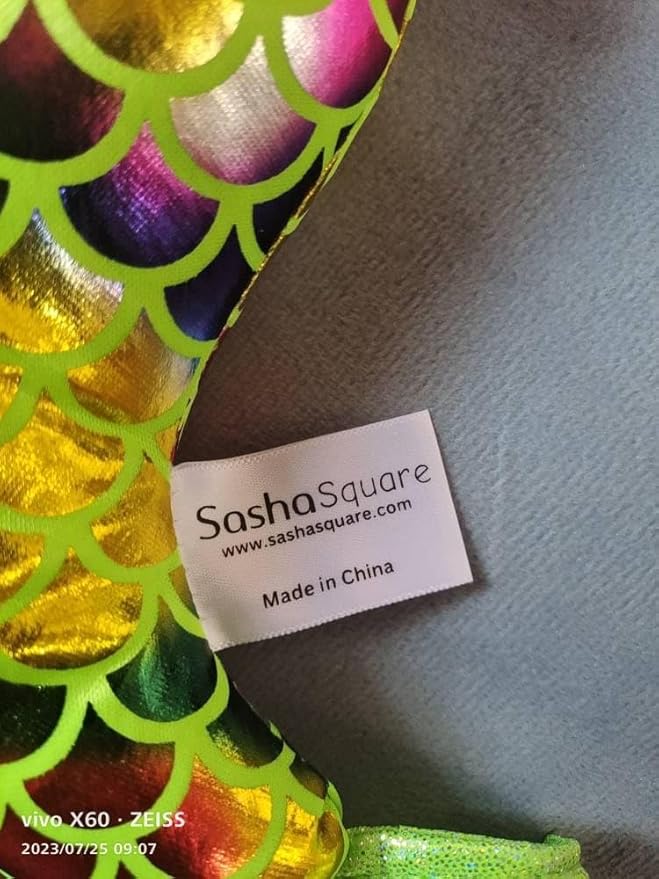 SashaSquare
www.sashasquare.com
Made in China
vivo X60 · ZEISS
2023/07/25 09:07